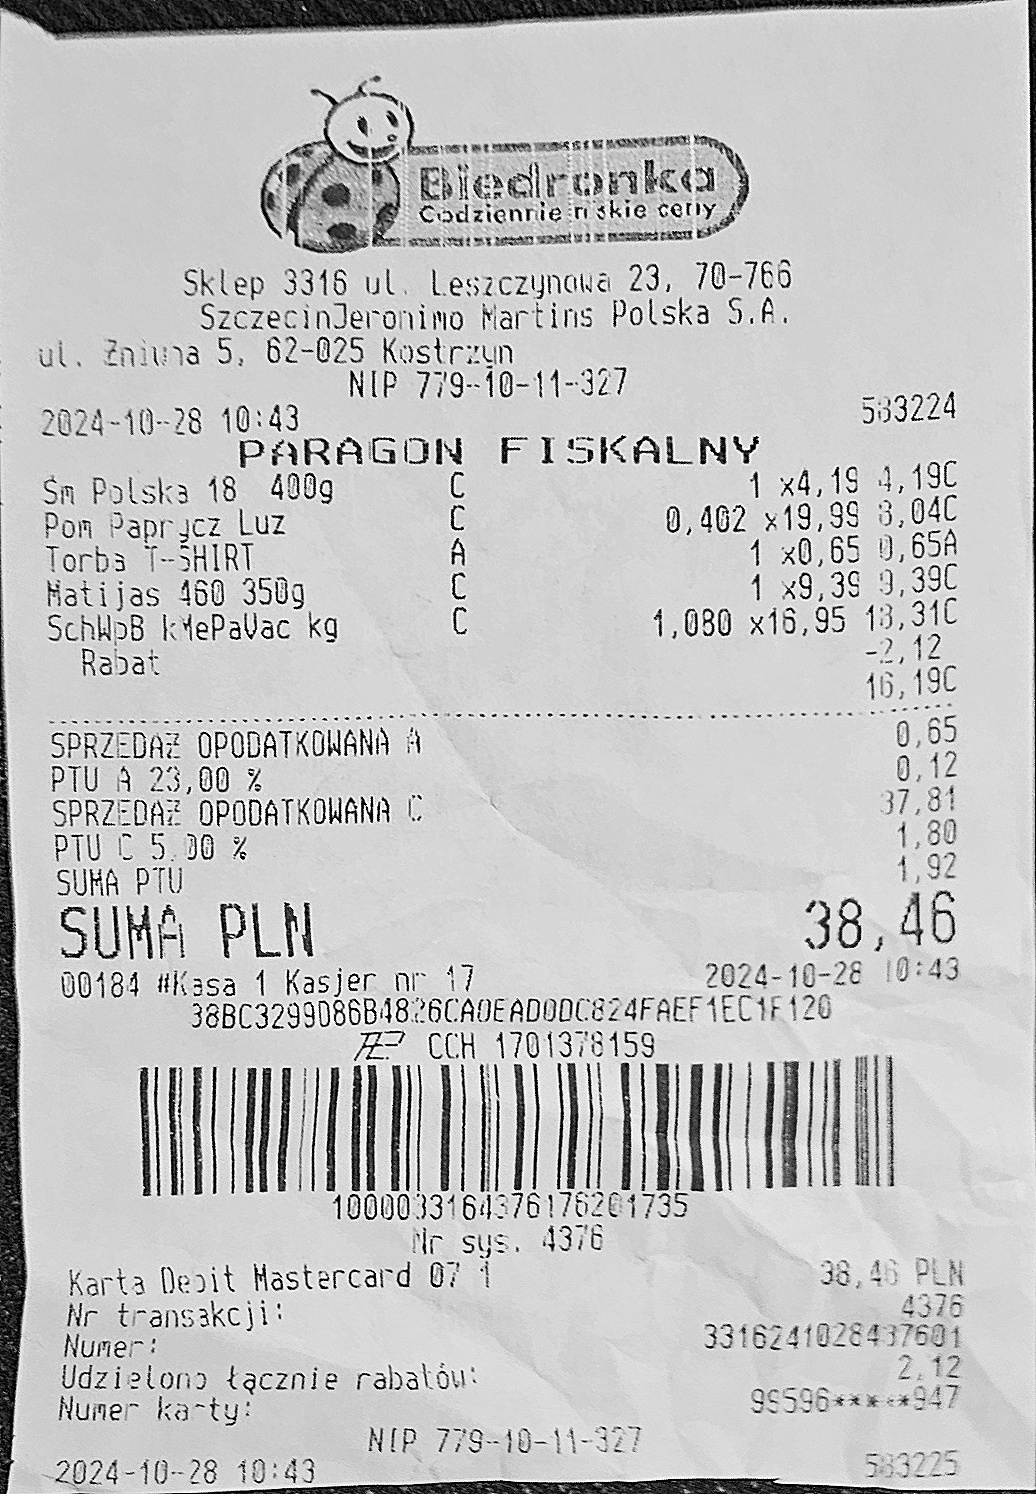 Biedronka
Codziennie niskie ceny
Sklep 3316 ul. Leszczynowa 23, 70-766
SzczecinJeronimo Martins Polska S.A.
ul. Żniwna 5, 62-025 Kostrzyn
NIP 779-10-11-327
2024-10-28 10:43 583224
PARAGON FISKALNY
Sm Polska 18 400g C 1 x4,19 4,19C
Pom Paprycz Luz C 0,402 x19,99 8,04C
Torba T-SHIRT A 1 x0,65 0,65A
Matijas 460 350g C 1 x9,39 9,39C
SchWpB kMePaVac kg C 1,080 x16,95 18,31C
Rabat -2,12
16,19C
SPRZEDAŻ OPODATKOWANA A 0,65
PTU A 23,00 % 0,12
SPRZEDAŻ OPODATKOWANA C 37,81
PTU C 5,00 % 1,80
SUMA PTU 1,92
SUMA PLN 38,46
00184 #Kasa 1 Kasjer nr 17 2024-10-28 10:43
38BC3299D86B4826CA0EAD0DC824FAEF1EC1F120
CCH 1701378159
1000033164376176201735
Nr sys. 4376
Karta Debit Mastercard 07 1 38,46 PLN
Nr transakcji: 4376
Numer: 3316241028437601
Udzielono łącznie rabatów: 2,12
Numer karty: 99596*****947
NIP 779-10-11-327
2024-10-28 10:43 583225